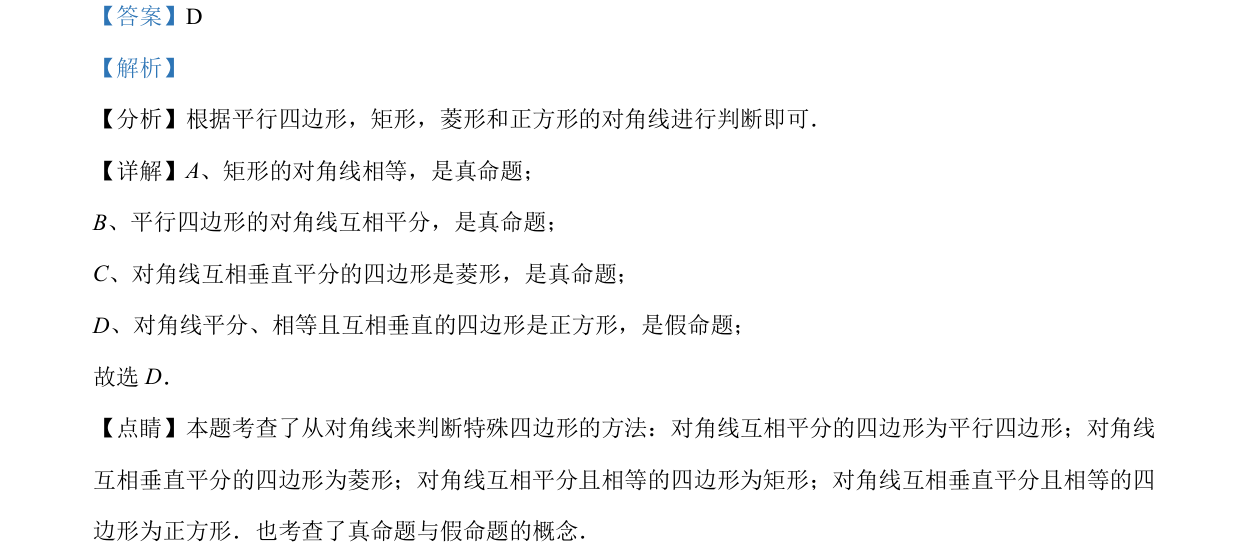 【答案】D
【解析】
【分析】根据平行四边形，矩形，菱形和正方形的对角线进行判断即可．
【详解】A、矩形的对角线相等，是真命题；
B、平行四边形的对角线互相平分，是真命题；
C、对角线互相垂直平分的四边形是菱形，是真命题；
D、对角线平分、相等且互相垂直的四边形是正方形，是假命题；
故选 D．
【点睛】本题考查了从对角线来判断特殊四边形的方法：对角线互相平分的四边形为平行四边形；对角线
互相垂直平分的四边形为菱形；对角线互相平分且相等的四边形为矩形；对角线互相垂直平分且相等的四
边形为正方形．也考查了真命题与假命题的概念．